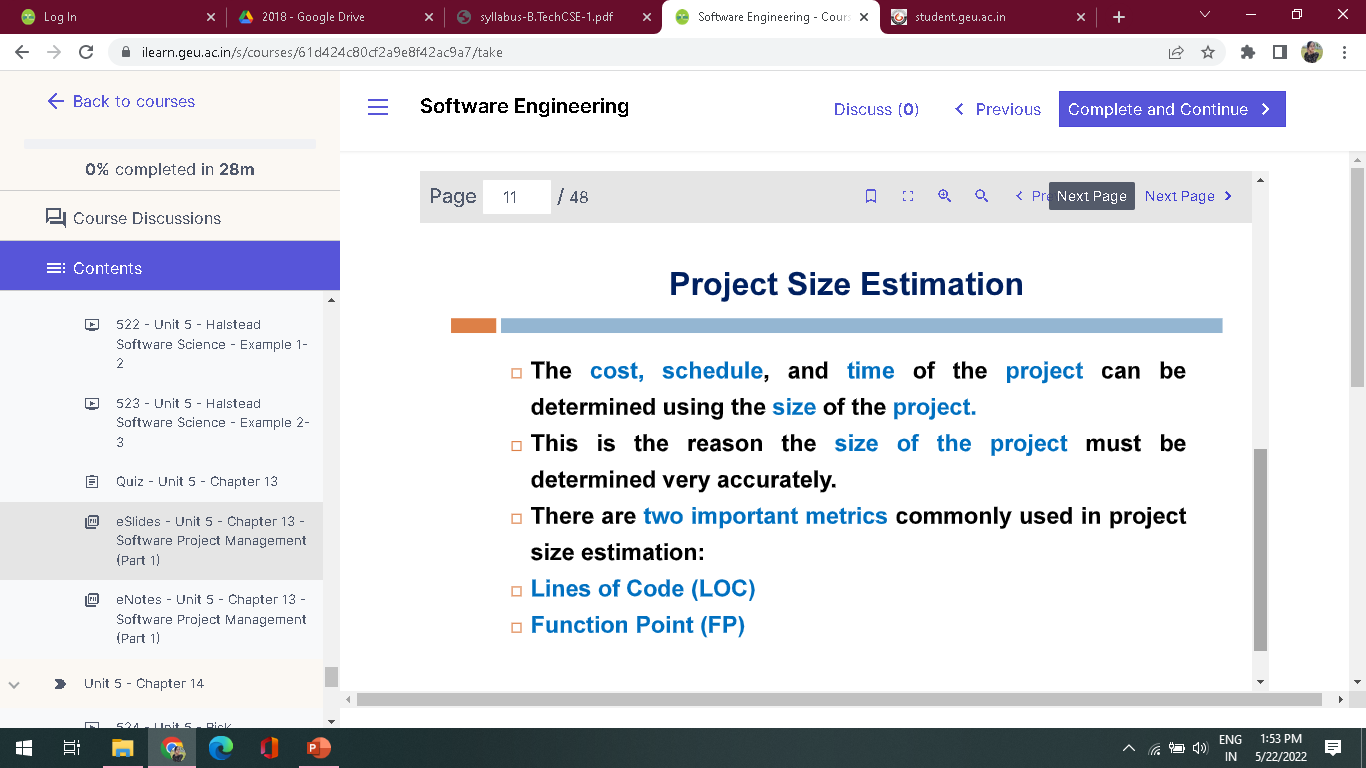 Log In
2018 - Google Drive
syllabus-B.TechCSE-1.pdf
Software Engineering - Cour
student.geu.ac.in
ilearn.geu.ac.in/s/courses/61d424c80cf2a9e8f42ac9a7/take
Back to courses
0% completed in 28m
Course Discussions
Contents
522 - Unit 5 - Halstead
Software Science - Example 1-
2
523 - Unit 5 - Halstead
Software Science - Example 2-
3
Quiz - Unit 5 - Chapter 13
eSlides - Unit 5 - Chapter 13 -
Software Project Management
(Part 1)
eNotes - Unit 5 - Chapter 13 -
Software Project Management
(Part 1)
Unit 5 - Chapter 14
524 - Unit 5 - Risk
Software Engineering
Discuss (0)
Previous
Complete and Continue
Page 11 / 48
Pre
Next Page
Next Page
Project Size Estimation
The cost, schedule, and time of the project can be
determined using the size of the project.
This is the reason the size of the project must be
determined very accurately.
There are two important metrics commonly used in project
size estimation:
Lines of Code (LOC)
Function Point (FP)
ENG
IN
1:53 PM
5/22/2022